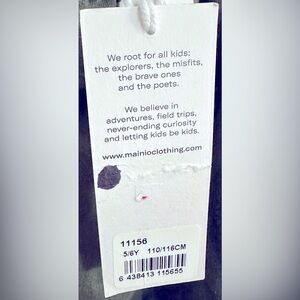 We root for all kids:
the explorers, the misfits,
the brave ones
and the poets.
We believe in
adventures, field trips,
never-ending curiosity
and letting kids be kids.
www.mainioclothing.com
11156
5/6Y 110/116CM
6 438413 115655